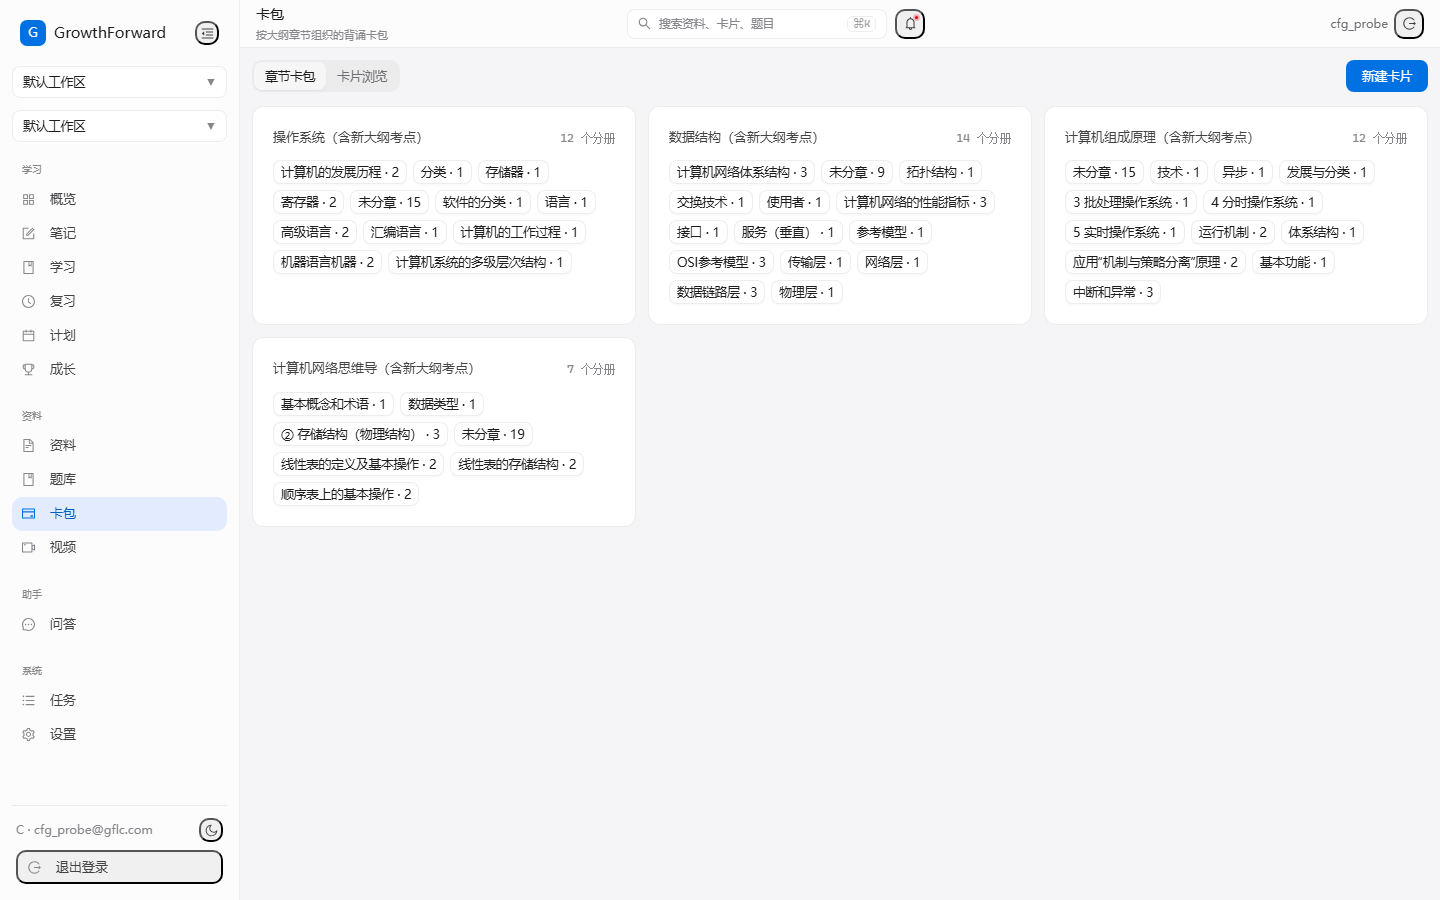 G GrowthForward
默认工作区
默认工作区
学习
概览
笔记
学习
复习
计划
成长
资料
资料
题库
卡包
视频
助手
问答
系统
任务
设置
C · cfg_probe@gflc.com
退出登录
卡包
按大纲章节组织的背诵卡包
搜索资料、卡片、题目 ⌘K
cfg_probe
章节卡包 卡片浏览
新建卡片
操作系统（含新大纲考点） 12 个分册
计算机的发展历程 · 2 分类 · 1 存储器 · 1
寄存器 · 2 未分章 · 15 软件的分类 · 1 语言 · 1
高级语言 · 2 汇编语言 · 1 计算机的工作过程 · 1
机器语言机器 · 2 计算机系统的多级层次结构 · 1
数据结构（含新大纲考点） 14 个分册
计算机网络体系结构 · 3 未分章 · 9 拓扑结构 · 1
交换技术 · 1 使用者 · 1 计算机网络的性能指标 · 3
接口 · 1 服务（垂直） · 1 参考模型 · 1
OSI参考模型 · 3 传输层 · 1 网络层 · 1
数据链路层 · 3 物理层 · 1
计算机组成原理（含新大纲考点） 12 个分册
未分章 · 15 技术 · 1 异步 · 1 发展与分类 · 1
3 批处理操作系统 · 1 4 分时操作系统 · 1
5 实时操作系统 · 1 运行机制 · 2 体系结构 · 1
应用“机制与策略分离”原理 · 2 基本功能 · 1
中断和异常 · 3
计算机网络思维导（含新大纲考点） 7 个分册
基本概念和术语 · 1 数据类型 · 1
② 存储结构（物理结构） · 3 未分章 · 19
线性表的定义及基本操作 · 2 线性表的存储结构 · 2
顺序表上的基本操作 · 2